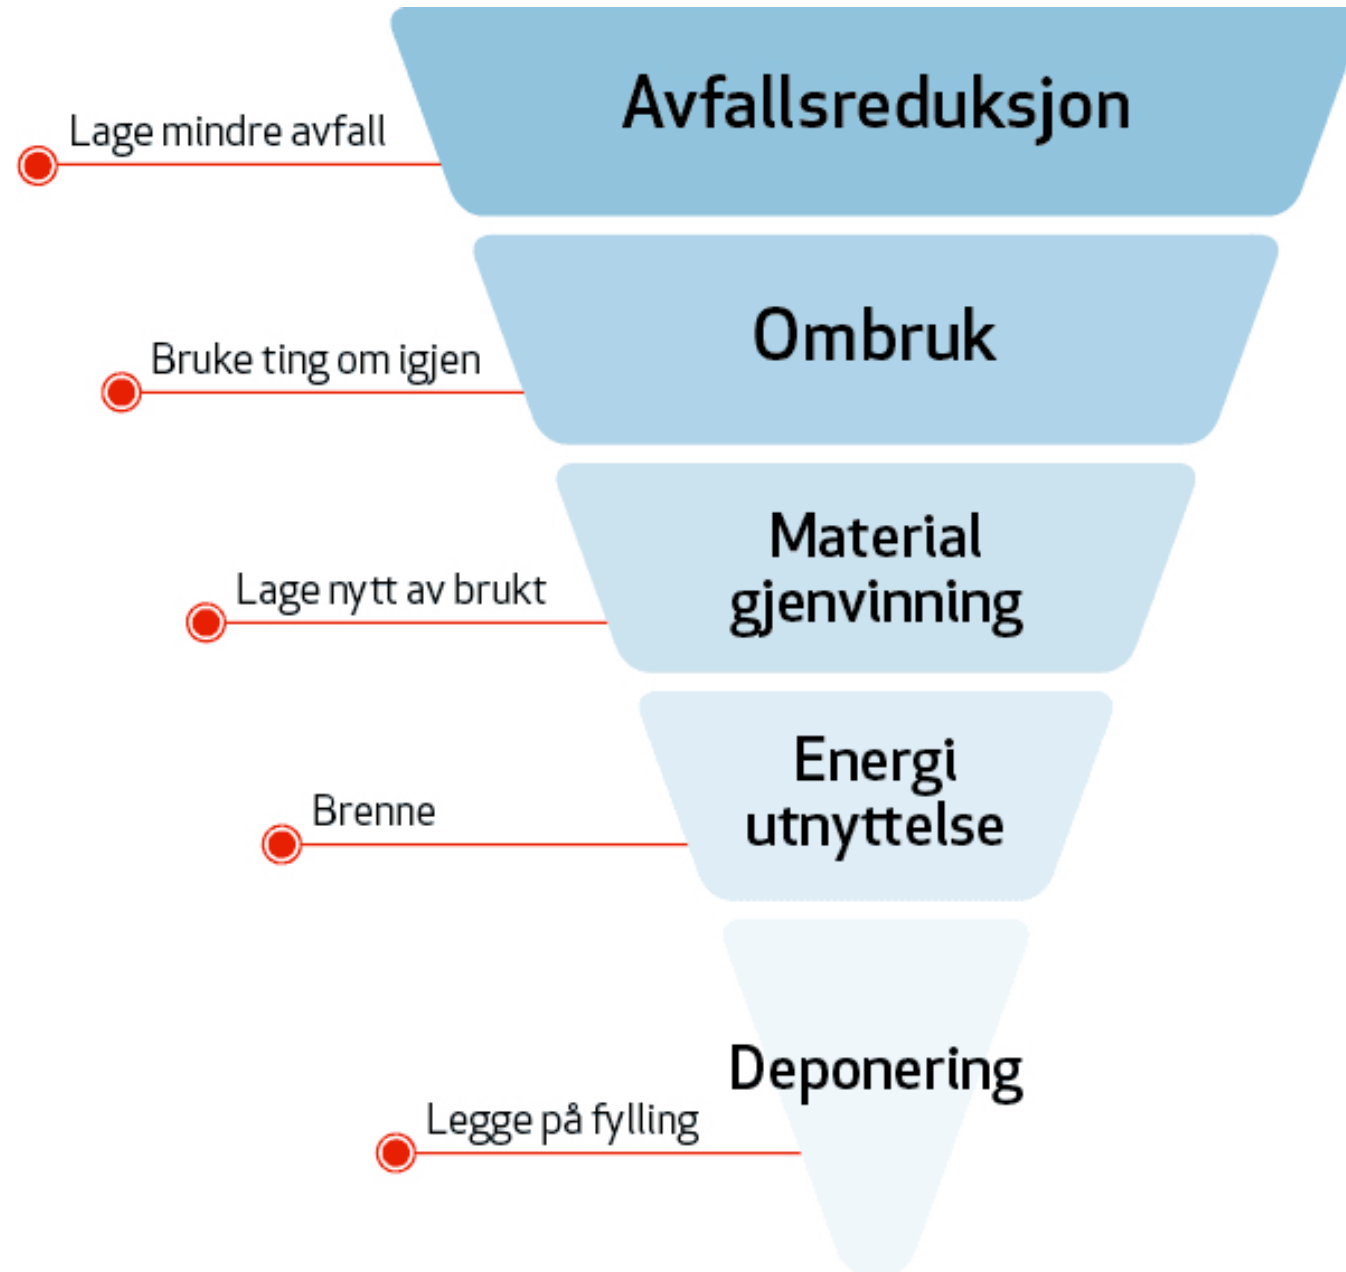 Avfallsreduksjon
Lage mindre avfall
Ombruk
Bruke ting om igjen
Material
gjenvinning
Lage nytt av brukt
Energi
utnyttelse
Brenne
Deponering
Legge på fylling